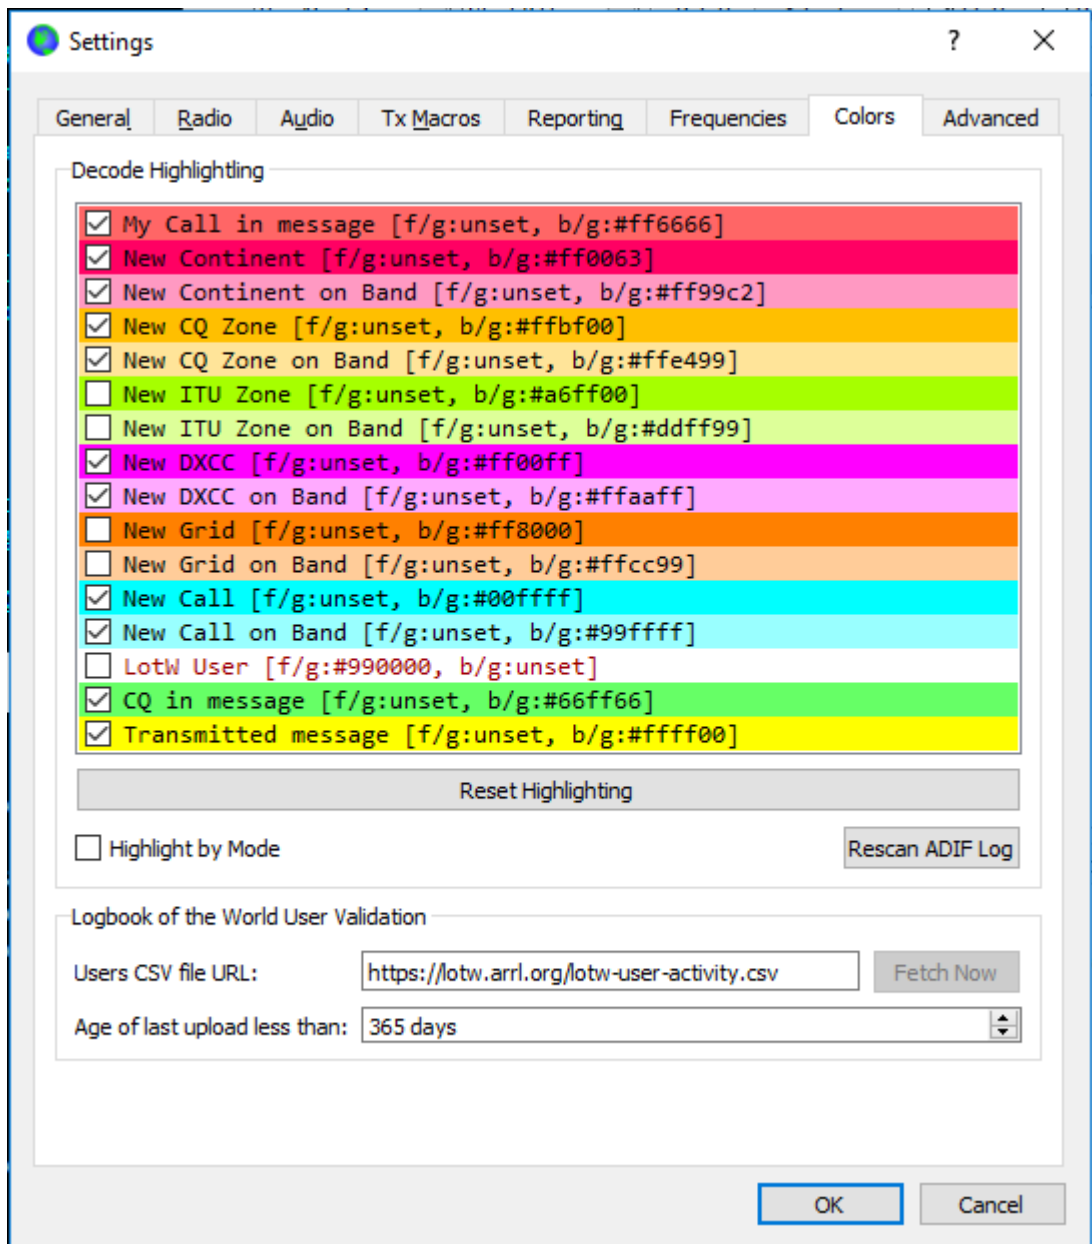 Settings
?
General Radio Audio Tx Macros Reporting Frequencies Colors Advanced
Decode Highlightling
My Call in message [f/g:unset, b/g:#ff6666]
New Continent [f/g:unset, b/g:#ff0063]
New Continent on Band [f/g:unset, b/g:#ff99c2]
New CQ Zone [f/g:unset, b/g:#ffbf00]
New CQ Zone on Band [f/g:unset, b/g:#ffe499]
New ITU Zone [f/g:unset, b/g:#a6ff00]
New ITU Zone on Band [f/g:unset, b/g:#ddff99]
New DXCC [f/g:unset, b/g:#ff00ff]
New DXCC on Band [f/g:unset, b/g:#ffaaff]
New Grid [f/g:unset, b/g:#ff8000]
New Grid on Band [f/g:unset, b/g:#ffcc99]
New Call [f/g:unset, b/g:#00ffff]
New Call on Band [f/g:unset, b/g:#99ffff]
LotW User [f/g:#990000, b/g:unset]
CQ in message [f/g:unset, b/g:#66ff66]
Transmitted message [f/g:unset, b/g:#ffff00]
Reset Highlighting
Highlight by Mode Rescan ADIF Log
Logbook of the World User Validation
Users CSV file URL: https://lotw.arrl.org/lotw-user-activity.csv Fetch Now
Age of last upload less than: 365 days
OK Cancel